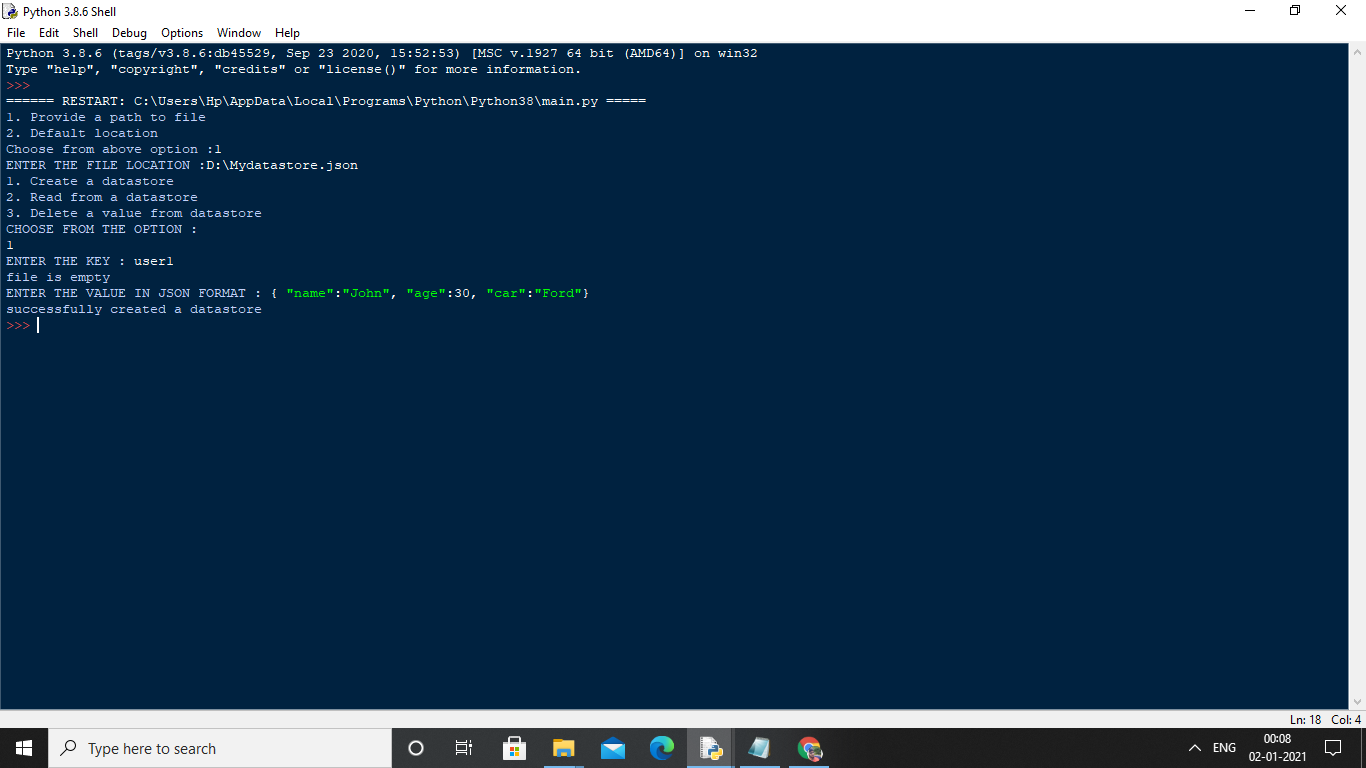 Python 3.8.6 Shell
File Edit Shell Debug Options Window Help
Python 3.8.6 (tags/v3.8.6:db45529, Sep 23 2020, 15:52:53) [MSC v.1927 64 bit (AMD64)] on win32
Type "help", "copyright", "credits" or "license()" for more information.
>>>
====== RESTART: C:\Users\Hp\AppData\Local\Programs\Python\Python38\main.py =====
1. Provide a path to file
2. Default location
Choose from above option :1
ENTER THE FILE LOCATION :D:\Mydatastore.json
1. Create a datastore
2. Read from a datastore
3. Delete a value from datastore
CHOOSE FROM THE OPTION :
1
ENTER THE KEY : user1
file is empty
ENTER THE VALUE IN JSON FORMAT : { "name":"John", "age":30, "car":"Ford"}
successfully created a datastore
>>>
Ln: 18 Col: 4
Type here to search
ENG
00:08
02-01-2021